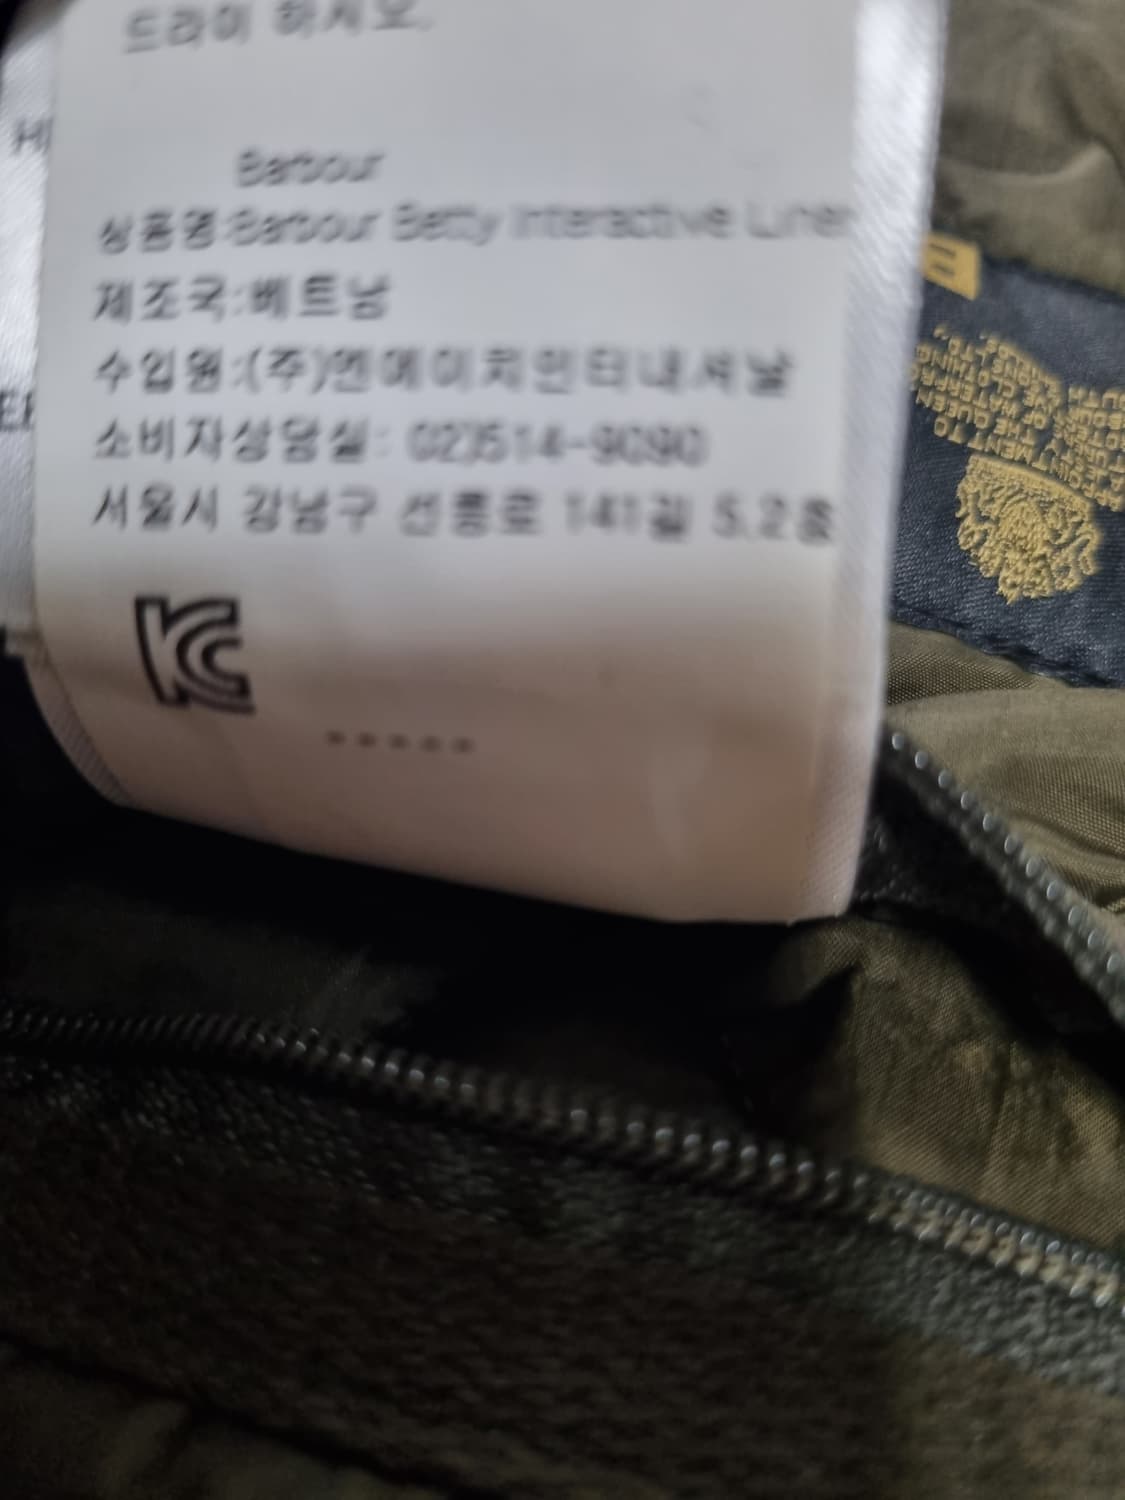 드라이 하시오.
Barbour
상품명:Barbour Betty Interactive Liner
제조국:베트남
수입원:(주)엔에이치인터내셔날
소비자상담실: 02)514-9090
서울시 강남구 선릉로 141길 5,2층
KC